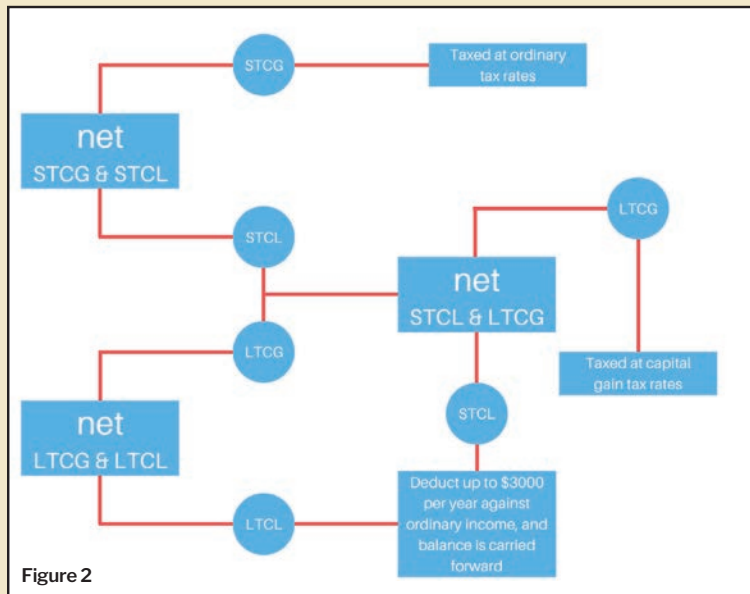 STCG
Taxed at ordinary
tax rates
net
STCG & STCL
STCL
LTCG
net
STCL & LTCG
LTCG
Taxed at capital
gain tax rates
net
LTCG & LTCL
STCL
LTCL
Deduct up to $3000
per year against
ordinary income, and
balance is carried
forward
Figure 2